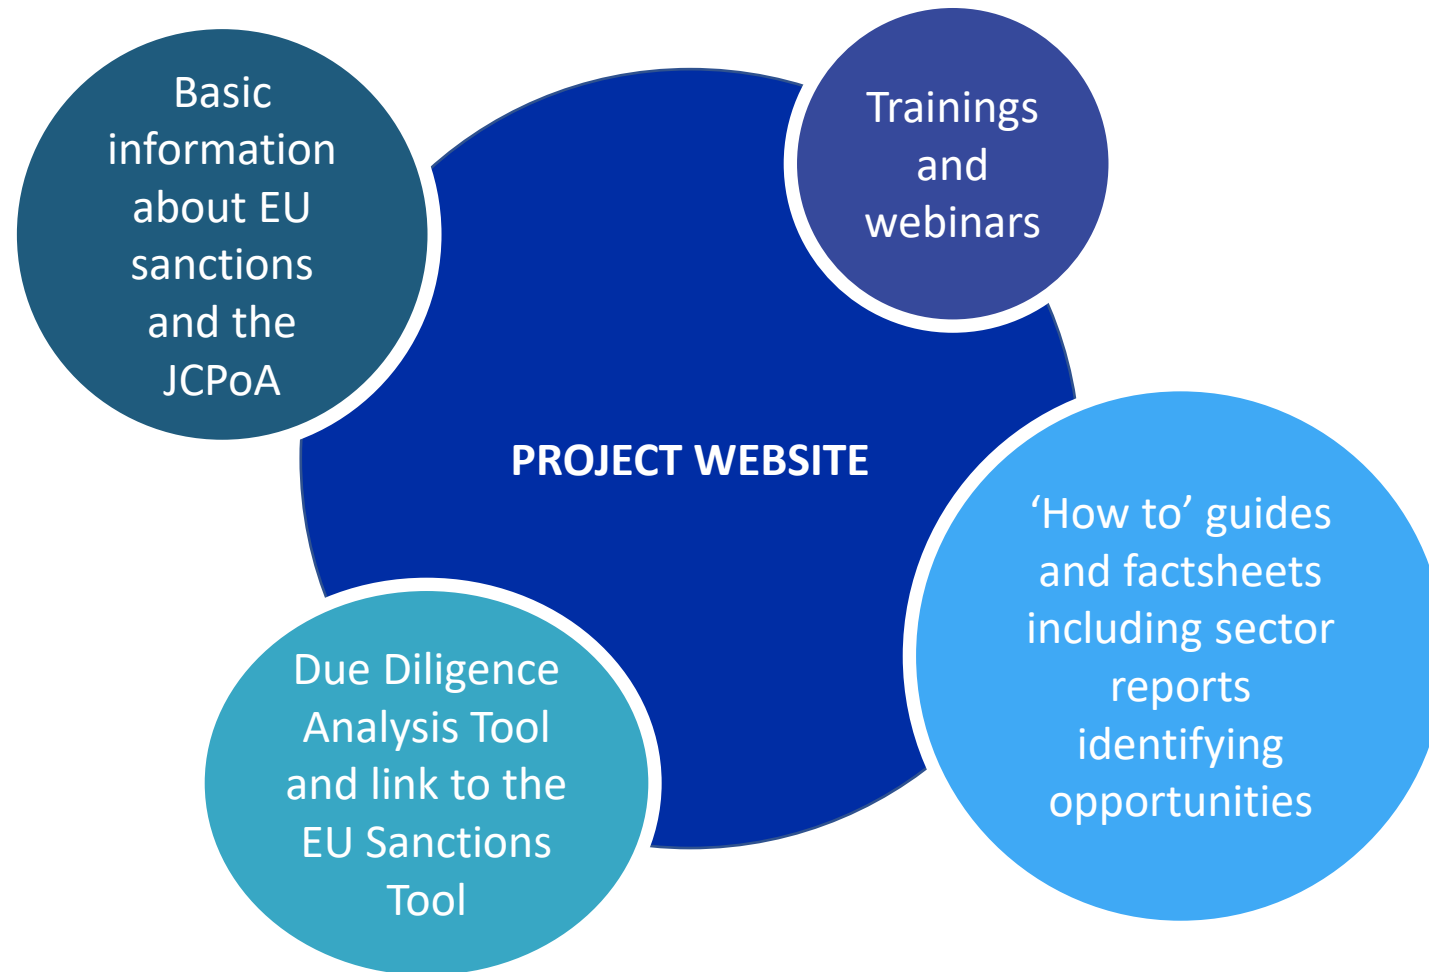 Basic
information
about EU
sanctions
and the
JCPoA
Trainings
and
webinars
PROJECT WEBSITE
‘How to’ guides
and factsheets
including sector
reports
identifying
opportunities
Due Diligence
Analysis Tool
and link to the
EU Sanctions
Tool